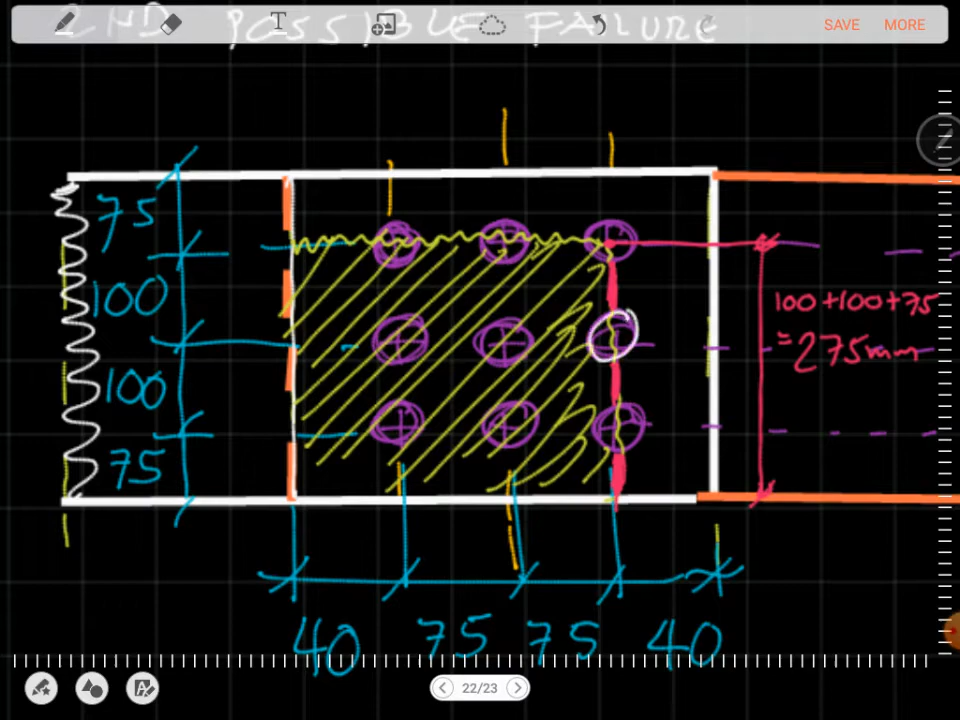 2ND POSSIBLE FAILURE
SAVE MORE
75
100
100
75
100+100+75
=275mm
40 75 75 40
22/23